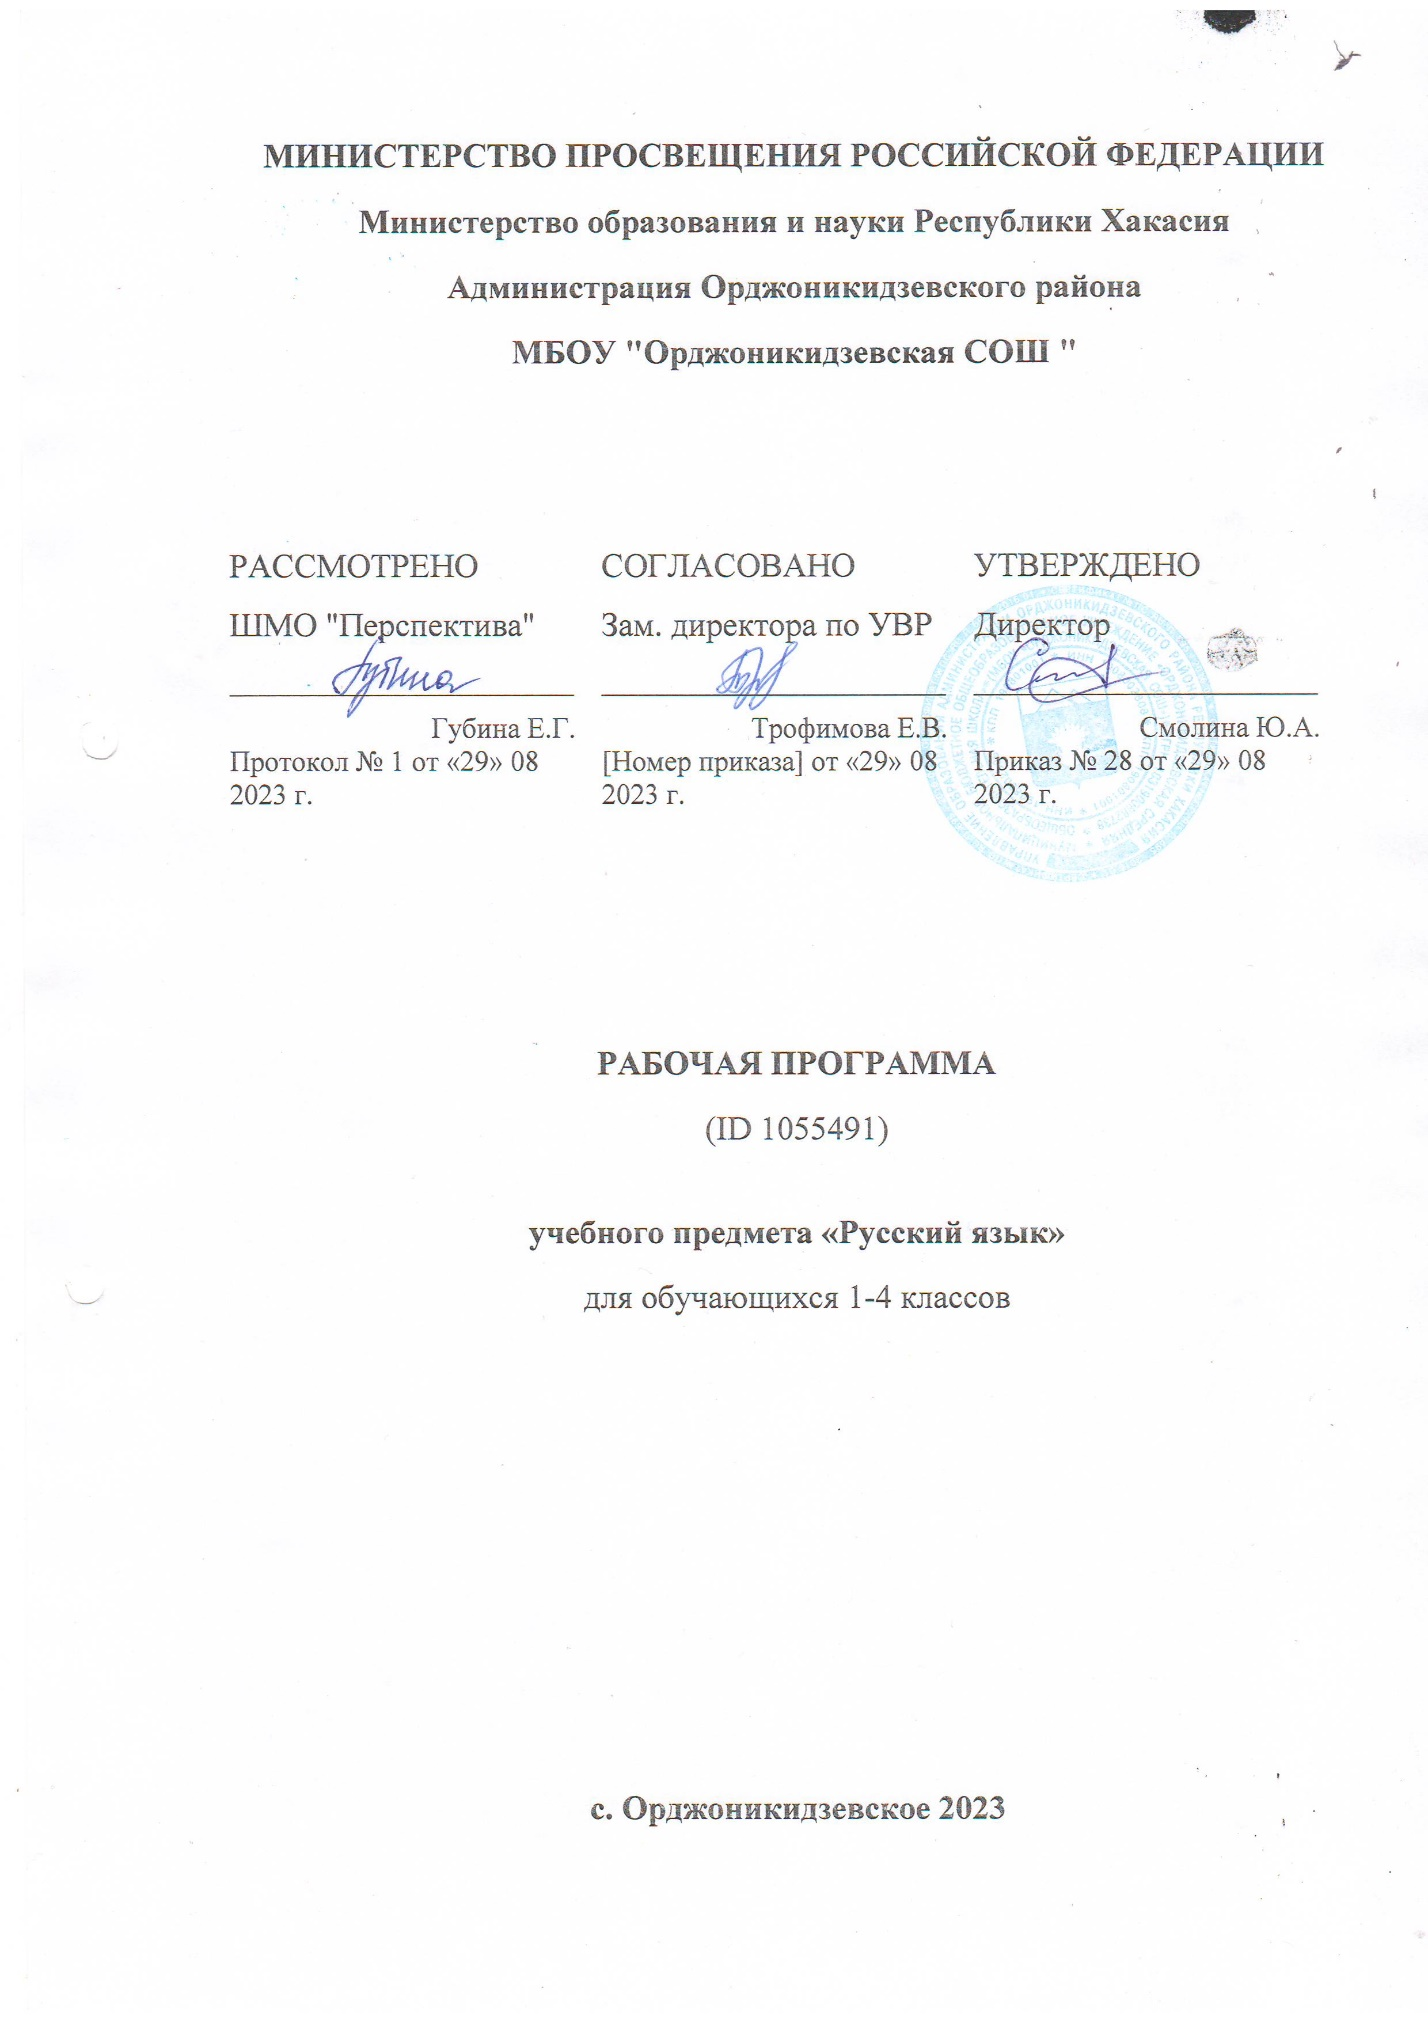 МИНИСТЕРСТВО ПРОСВЕЩЕНИЯ РОССИЙСКОЙ ФЕДЕРАЦИИ
Министерство образования и науки Республики Хакасия
Администрация Орджоникидзевского района
МБОУ "Орджоникидзевская СОШ "
РАССМОТРЕНО
ШМО "Перспектива"
Губина
Губина Е.Г.
Протокол № 1 от «29» 08
2023 г.
СОГЛАСОВАНО
Зам. директора по УВР
Трофимова Е.В.
[Номер приказа] от «29» 08
2023 г.
УТВЕРЖДЕНО
Директор
Смолина Ю.А.
Приказ № 28 от «29» 08
2023 г.
РАБОЧАЯ ПРОГРАММА
(ID 1055491)
учебного предмета «Русский язык»
для обучающихся 1-4 классов
с. Орджоникидзевское 2023